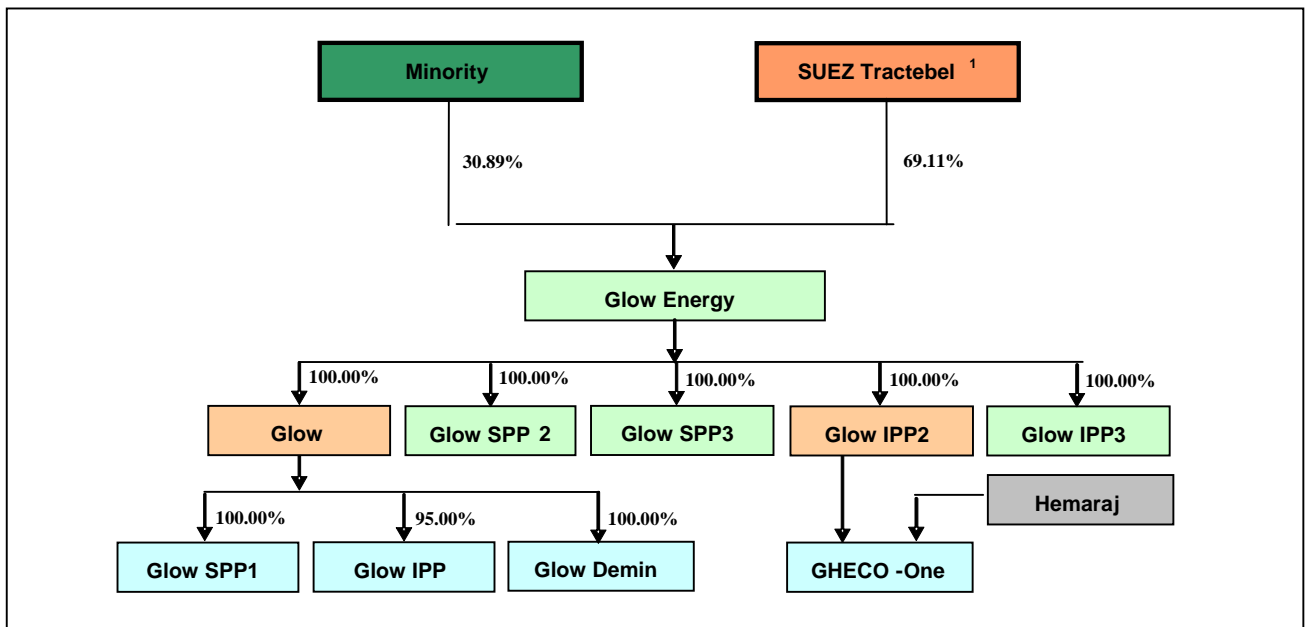 Minority
SUEZ Tractebel 1
30.89%
69.11%
Glow Energy
100.00%
100.00%
100.00%
100.00%
100.00%
Glow
Glow SPP 2
Glow SPP3
Glow IPP2
Glow IPP3
Hemaraj
100.00%
95.00%
100.00%
Glow SPP1
Glow IPP
Glow Demin
GHECO -One